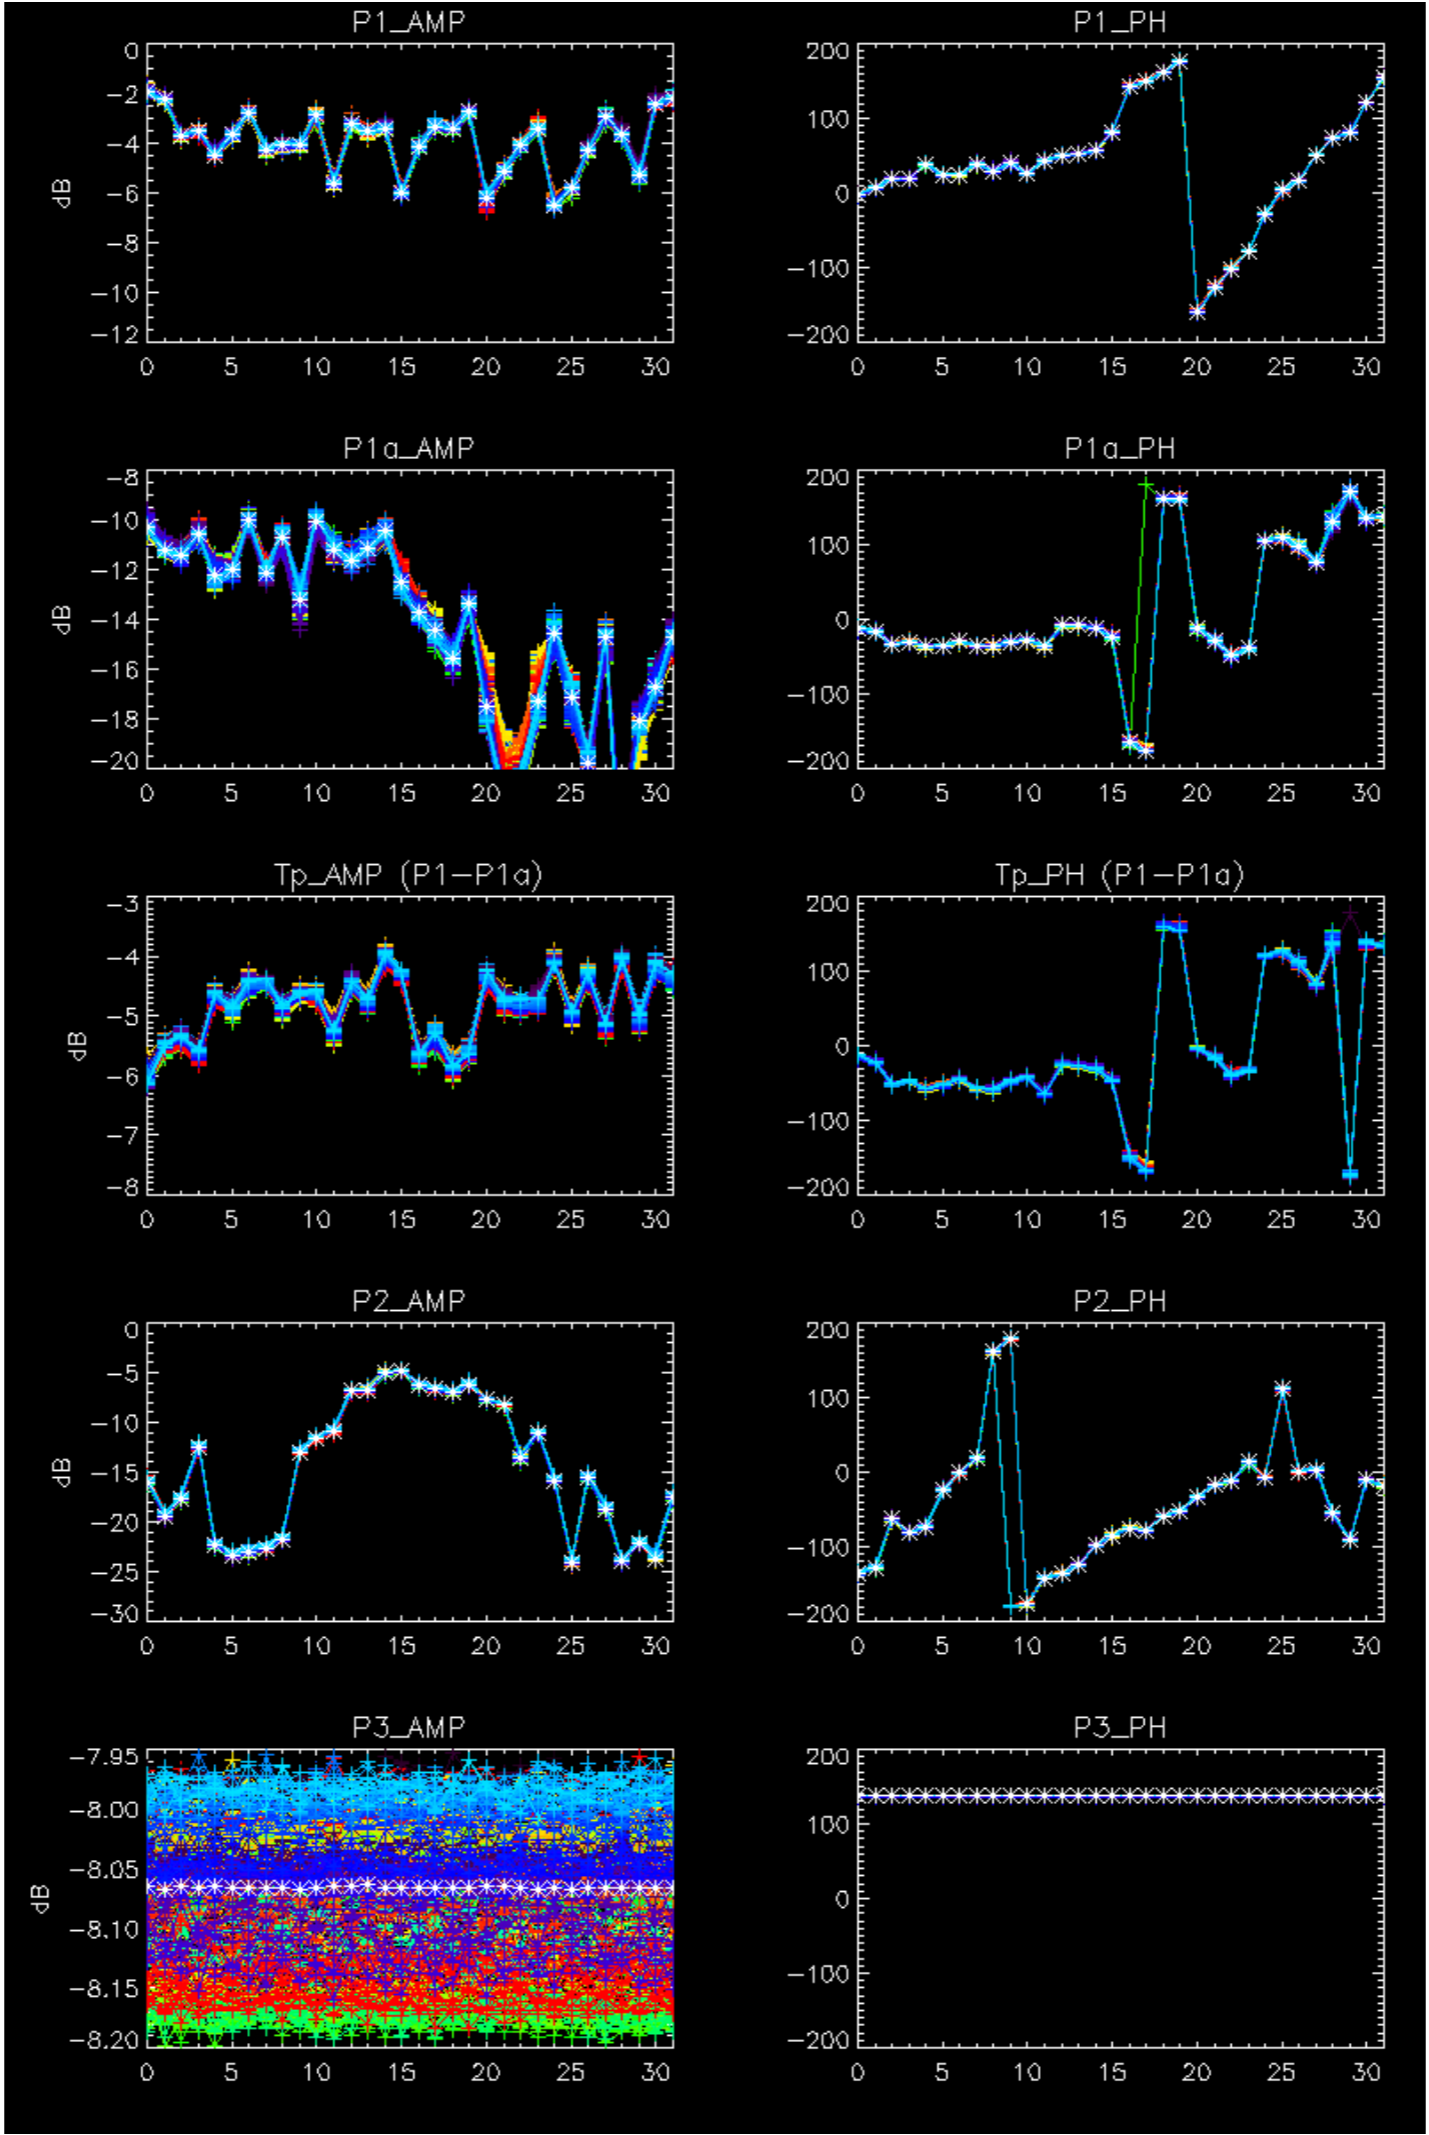 P1_AMP P1_PH
0 200
−2
−4 100
dB −6 0
−8
−10 −100
−12 −200
0 5 10 15 20 25 30 0 5 10 15 20 25 30
P1a_AMP P1a_PH
−8 200
−10
−12 100
dB −14 0
−16
−18 −100
−20 −200
0 5 10 15 20 25 30 0 5 10 15 20 25 30
Tp_AMP (P1−P1a) Tp_PH (P1−P1a)
−3 200
−4 100
−5
dB 0
−6
−7 −100
−8 −200
0 5 10 15 20 25 30 0 5 10 15 20 25 30
P2_AMP P2_PH
0 200
−5
−10 100
dB −15 0
−20
−25 −100
−30 −200
0 5 10 15 20 25 30 0 5 10 15 20 25 30
P3_AMP P3_PH
−7.95 200
−8.00 100
−8.05
dB 0
−8.10
−8.15 −100
−8.20 −200
0 5 10 15 20 25 30 0 5 10 15 20 25 30